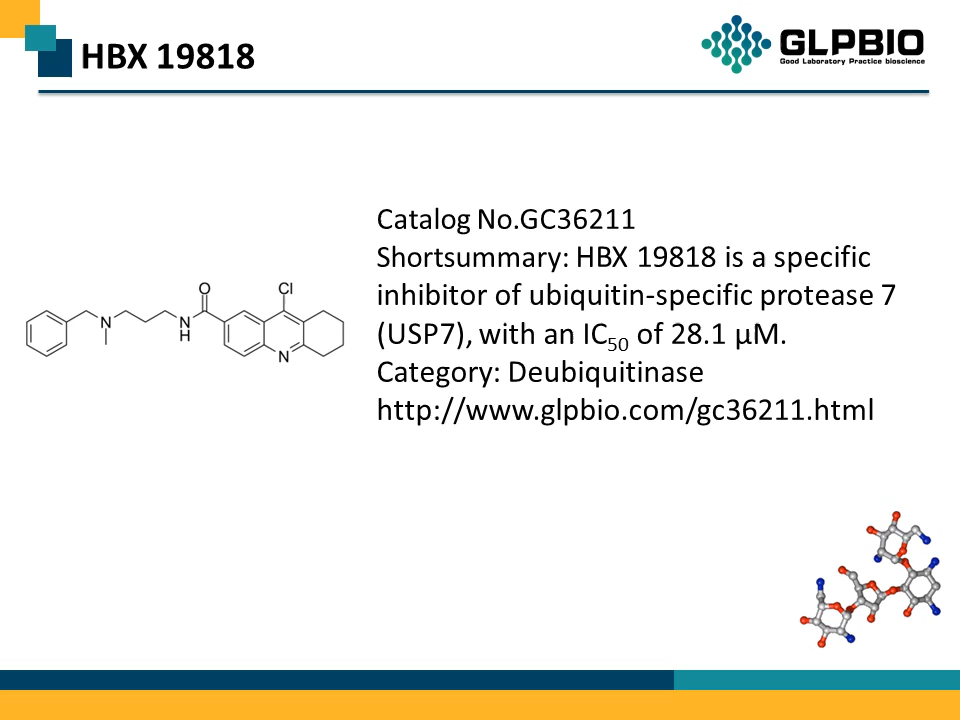 HBX 19818
GLPBIO
Good Laboratory Practice bioscience
Catalog No.GC36211
Shortsummary: HBX 19818 is a specific
inhibitor of ubiquitin-specific protease 7
(USP7), with an IC50 of 28.1 μM.
Category: Deubiquitinase
http://www.glpbio.com/gc36211.html
O
Cl
N
N
H
N